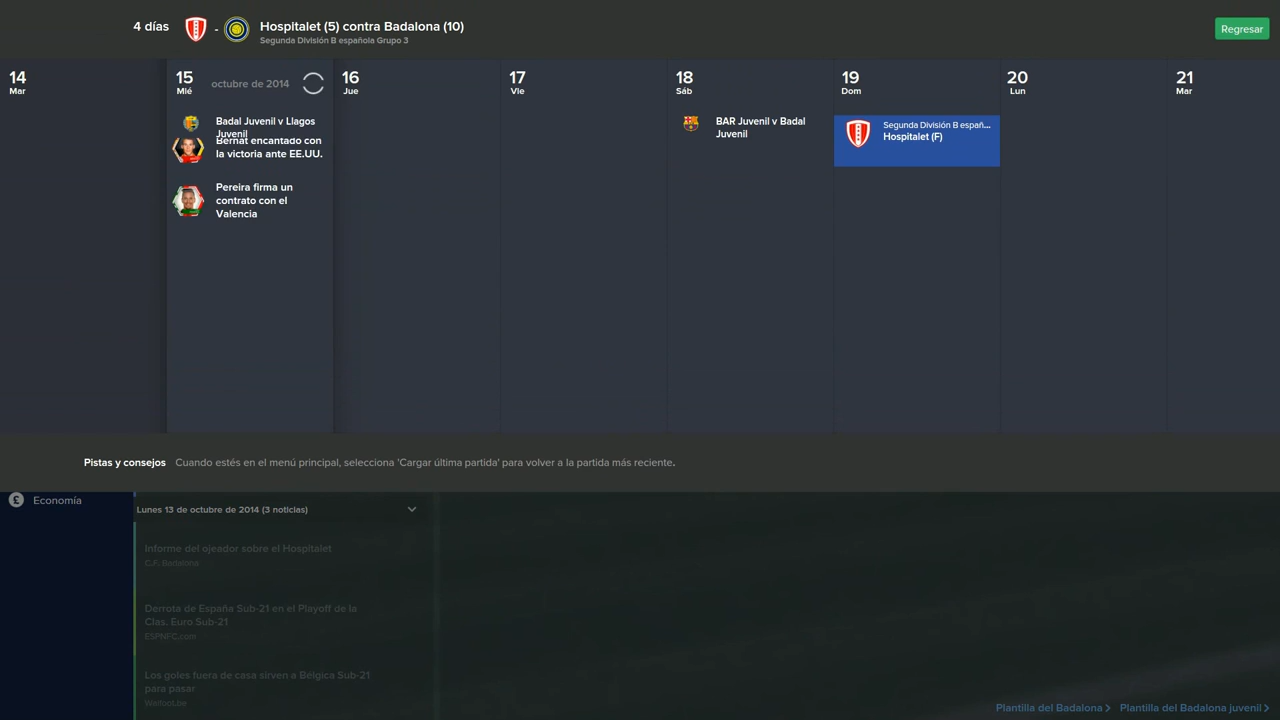 4 días
-
Hospitalet (5) contra Badalona (10)
Segunda División B española Grupo 3
Regresar
14
Mar
15
Mié
octubre de 2014
16
Jue
17
Vie
18
Sáb
19
Dom
20
Lun
21
Mar
Badal Juvenil v Llagos
Juvenil
Bernat encantado con
la victoria ante EE.UU.
Pereira firma un
contrato con el
Valencia
BAR Juvenil v Badal
Juvenil
Segunda División B españ...
Hospitalet (F)
Pistas y consejos
Cuando estés en el menú principal, selecciona 'Cargar última partida' para volver a la partida más reciente.
£
Economía
Lunes 13 de octubre de 2014 (3 noticias)
Informe del ojeador sobre el Hospitalet
C.F. Badalona
Derrota de España Sub-21 en el Playoff de la
Clas. Euro Sub-21
ESPNFC.com
Los goles fuera de casa sirven a Bélgica Sub-21
para pasar
Walfoot.be
Plantilla del Badalona
Plantilla del Badalona juvenil